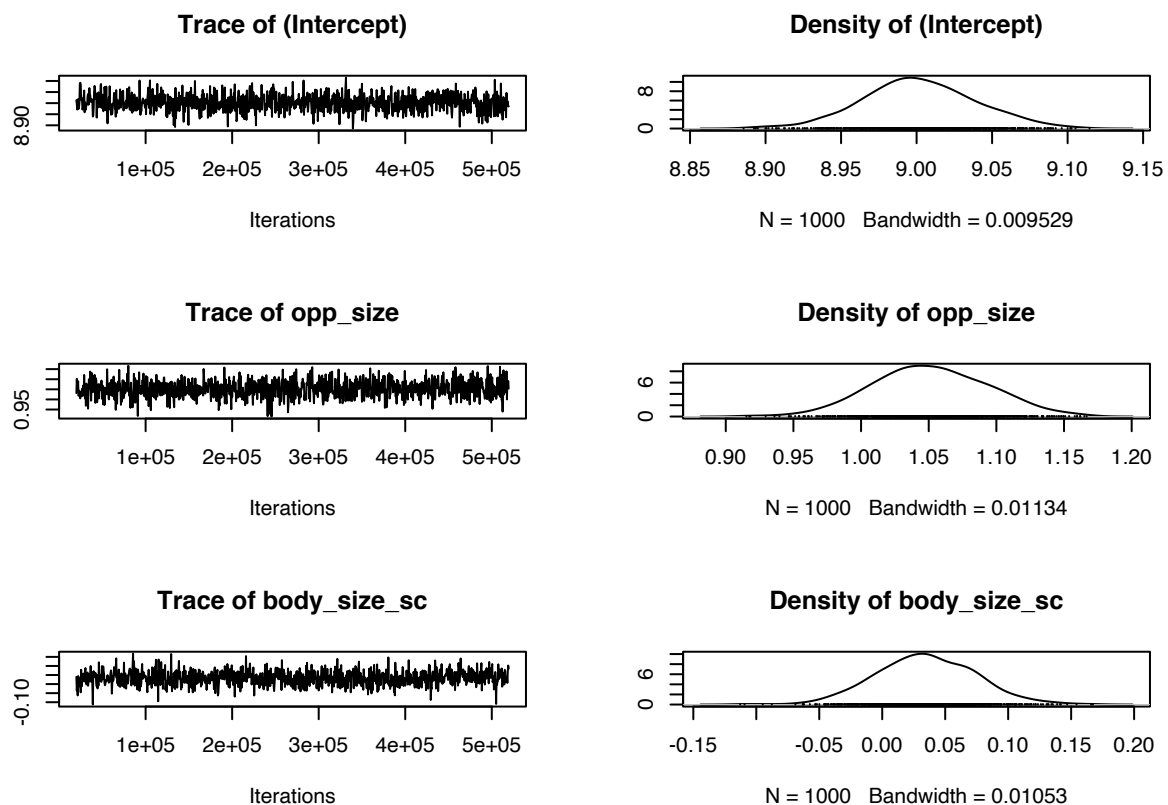 Trace of (Intercept)
8.90
1e+05 2e+05 3e+05 4e+05 5e+05
Iterations
Density of (Intercept)
0 8
8.85 8.90 8.95 9.00 9.05 9.10 9.15
N = 1000 Bandwidth = 0.009529
Trace of opp_size
0.95
1e+05 2e+05 3e+05 4e+05 5e+05
Iterations
Density of opp_size
0 6
0.90 0.95 1.00 1.05 1.10 1.15 1.20
N = 1000 Bandwidth = 0.01134
Trace of body_size_sc
-0.10
1e+05 2e+05 3e+05 4e+05 5e+05
Iterations
Density of body_size_sc
0 6
-0.15 -0.05 0.00 0.05 0.10 0.15 0.20
N = 1000 Bandwidth = 0.01053